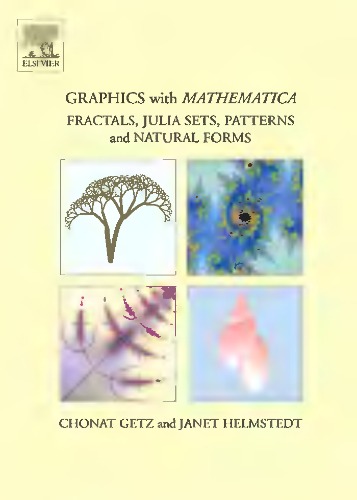 ELSEVIER
GRAPHICS with MATHEMATICA
FRACTALS, JULIA SETS, PATTERNS
and NATURAL FORMS
CHONAT GETZ and JANET HELMSTEDT